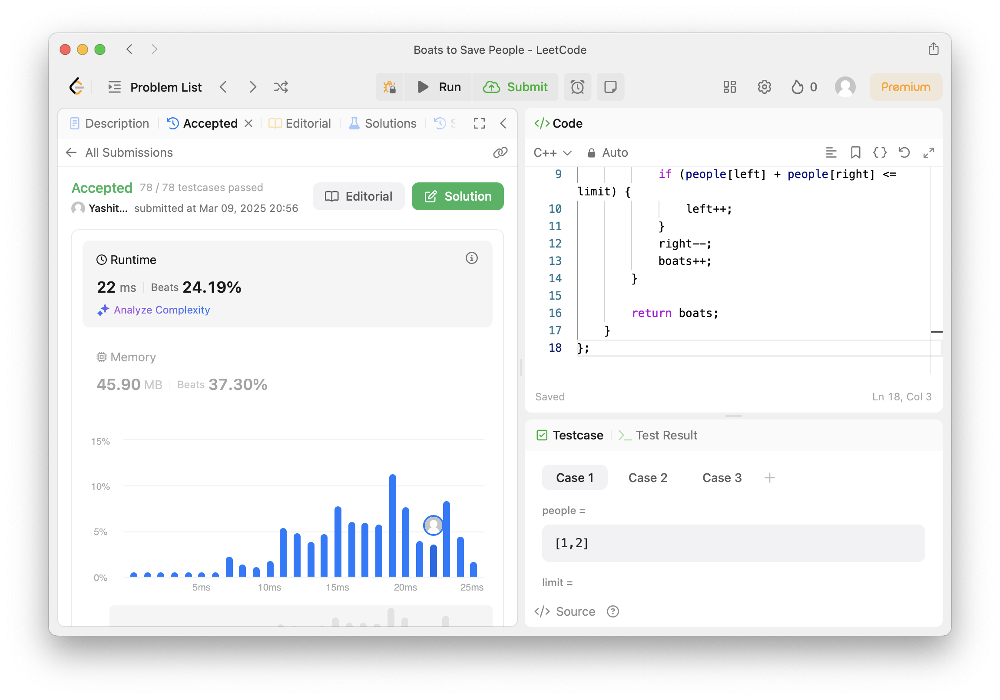 Boats to Save People - LeetCode
Problem List
Run
Submit
0
Premium
Description
Accepted
Editorial
Solutions
S
All Submissions
Accepted 78 / 78 testcases passed
Yashit... submitted at Mar 09, 2025 20:56
Editorial
Solution
Runtime
22 ms Beats 24.19%
Analyze Complexity
Memory
45.90 MB Beats 37.30%
15%
10%
5%
0%
5ms 10ms 15ms 20ms 25ms
</> Code
C++ Auto
9 if (people[left] + people[right] <=
limit) {
10 left++;
11 }
12 right--;
13 boats++;
14 }
15
16 return boats;
17 }
18 };
Saved Ln 18, Col 3
Testcase
Test Result
Case 1 Case 2 Case 3 +
people =
[1,2]
limit =
</> Source